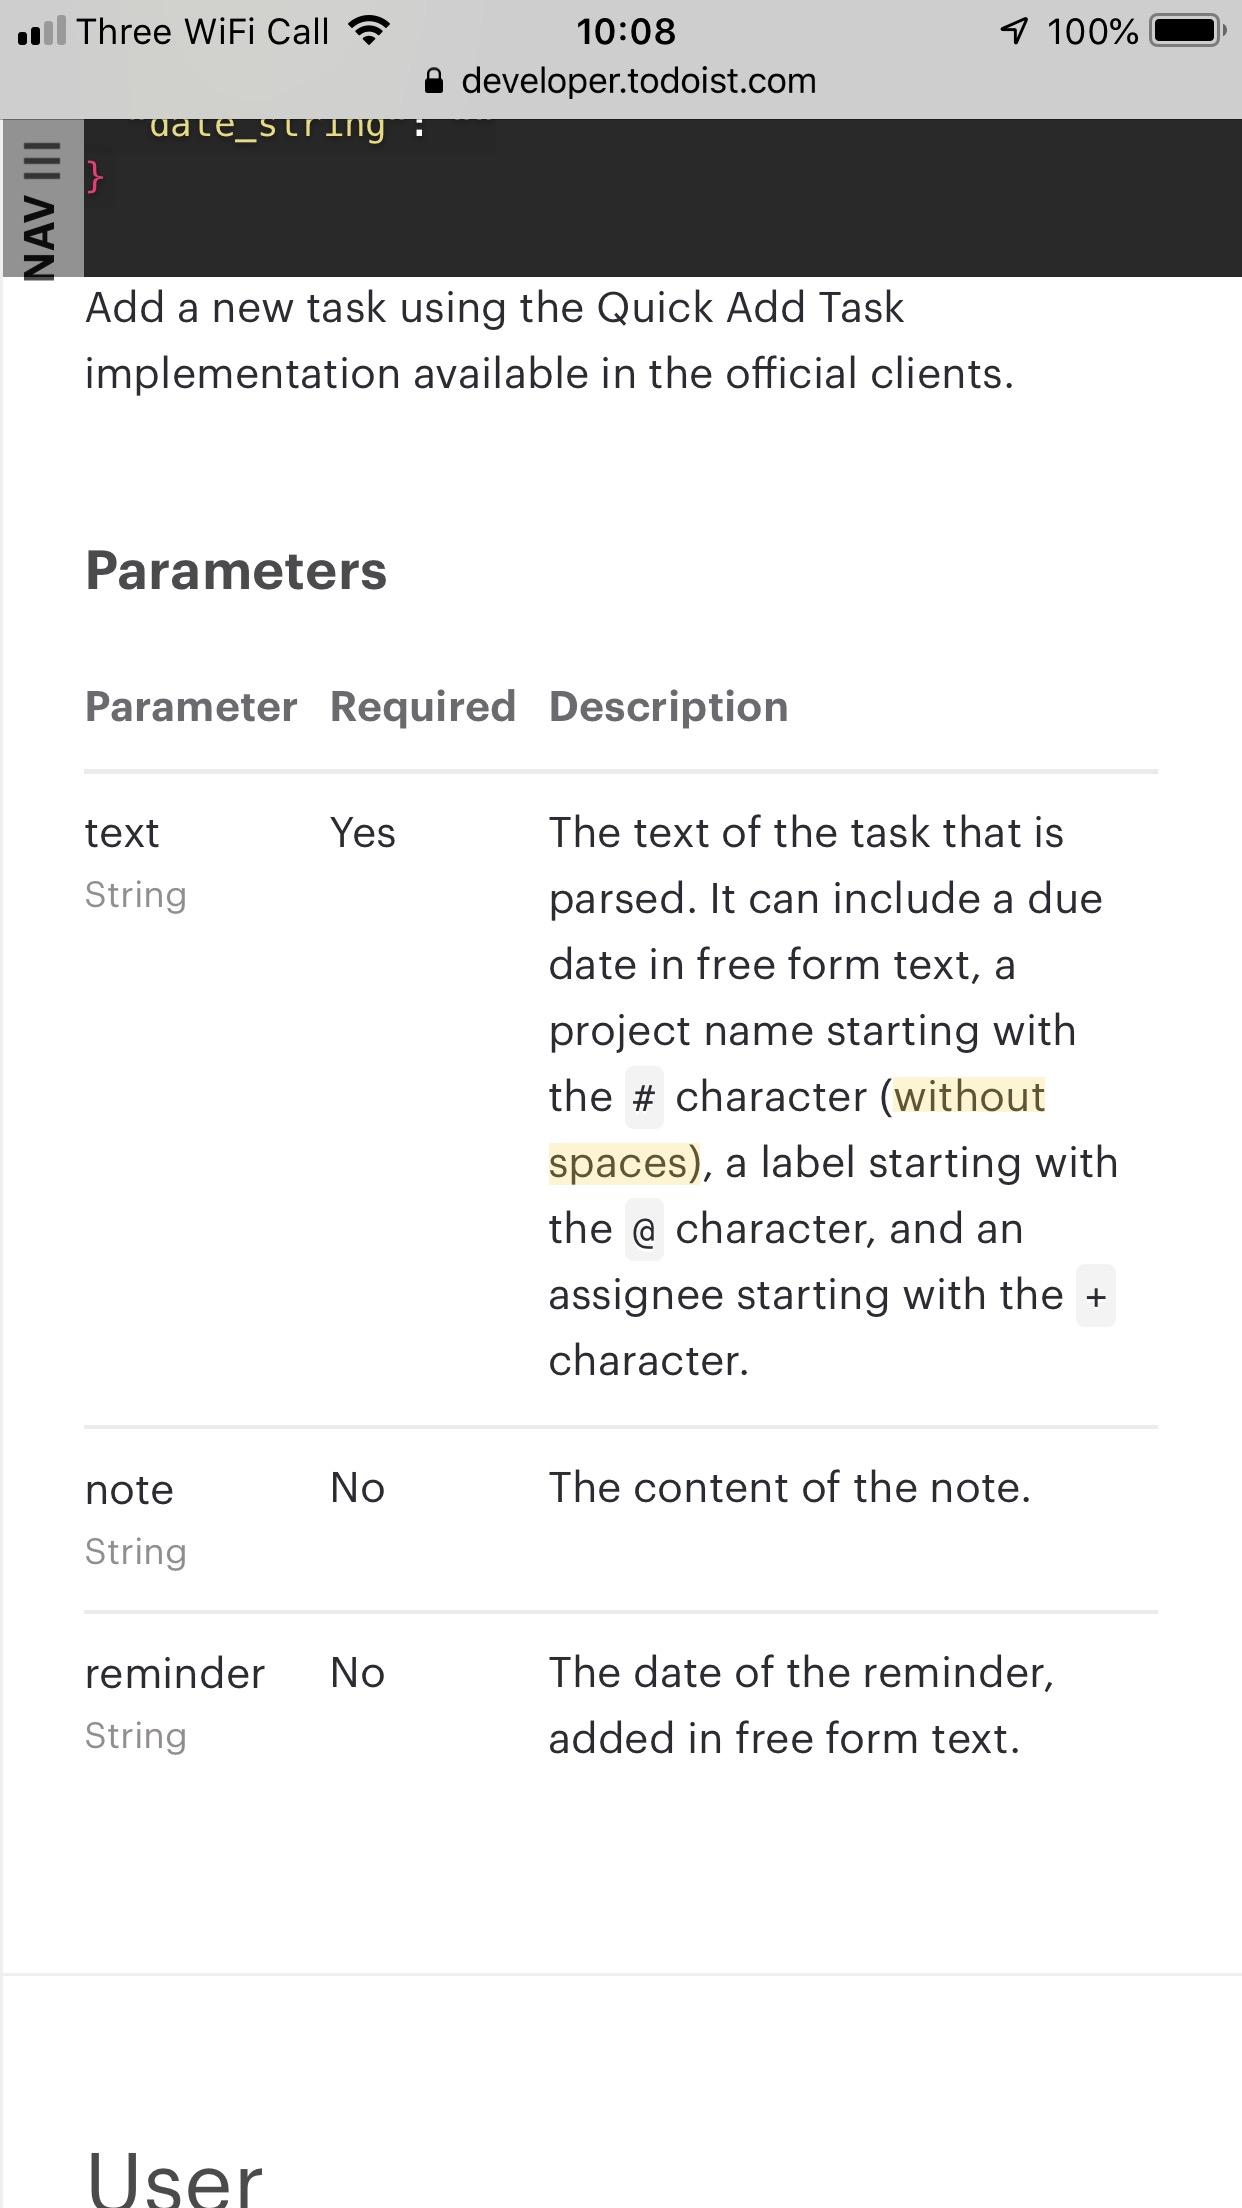 Three WiFi Call 10:08 100%
developer.todoist.com
"date_string": ""
}
NAV
Add a new task using the Quick Add Task
implementation available in the official clients.
Parameters
Parameter Required Description
text Yes The text of the task that is
String parsed. It can include a due
date in free form text, a
project name starting with
the # character (without
spaces), a label starting with
the @ character, and an
assignee starting with the +
character.
note No The content of the note.
String
reminder No The date of the reminder,
String added in free form text.
User